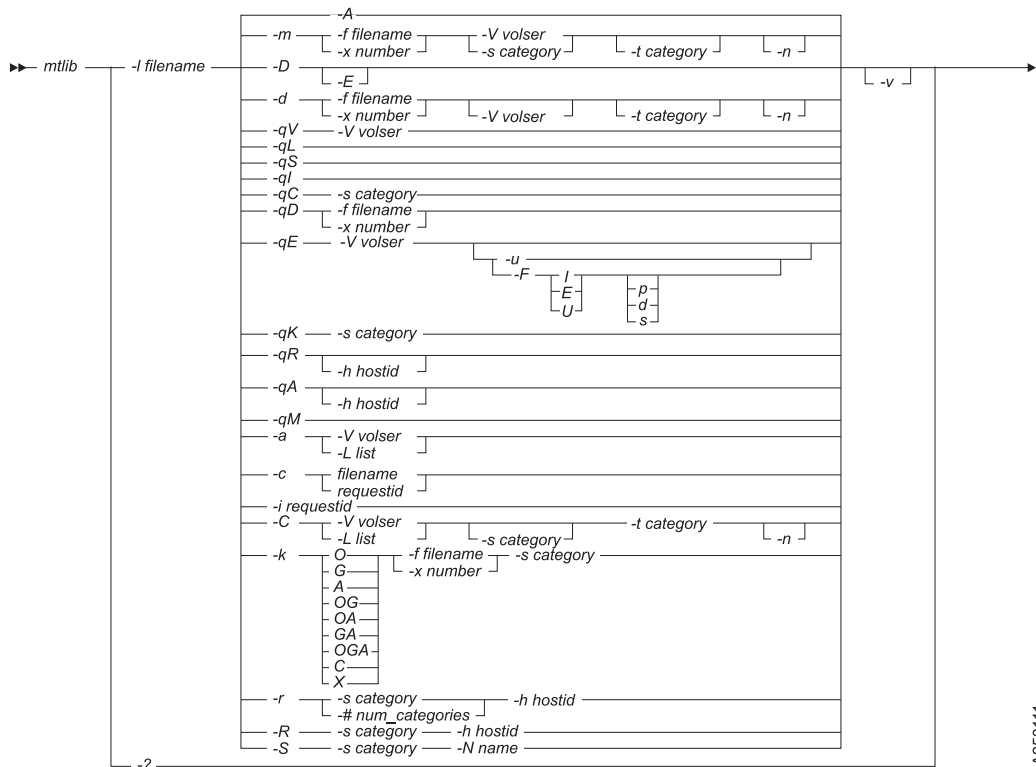 -A
-m -f filename -V volser
-x number -s category -t category -n
mtlib -l filename -D
-E -v
-d -f filename
-x number -V volser -t category -n
-qV -V volser
-qL
-qS
-qI
-qC -s category
-qD -f filename
-x number
-qE -V volser
-u
-F I
E p
U d
s
-qK -s category
-qR
-h hostid
-qA
-h hostid
-qM
-a -V volser
-L list
-c filename
requestid
-i requestid
-C -V volser -t category
-L list -s category -n
-k O -f filename -s category
G -x number
A
OG
OA
GA
OGA
C
X
-r -s category -h hostid
-# num_categories
-R -s category -h hostid
-S -s category -N name
-?